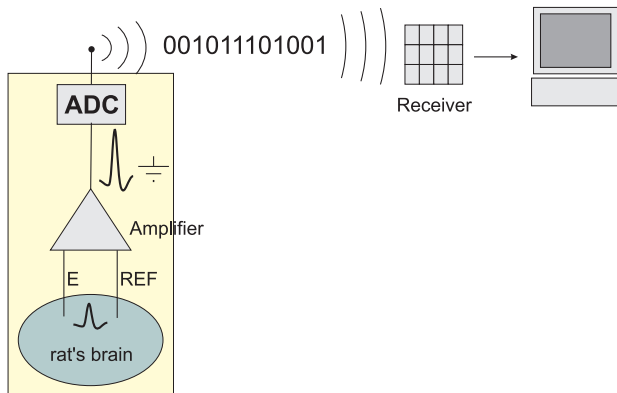 001011101001
Receiver
ADC
Amplifier
E
REF
rat's brain